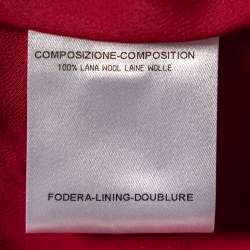 COMPOSIZIONE-COMPOSITION
100% LANA WOOL LAINE WOLLE
FODERA-LINING-DOUBLURE